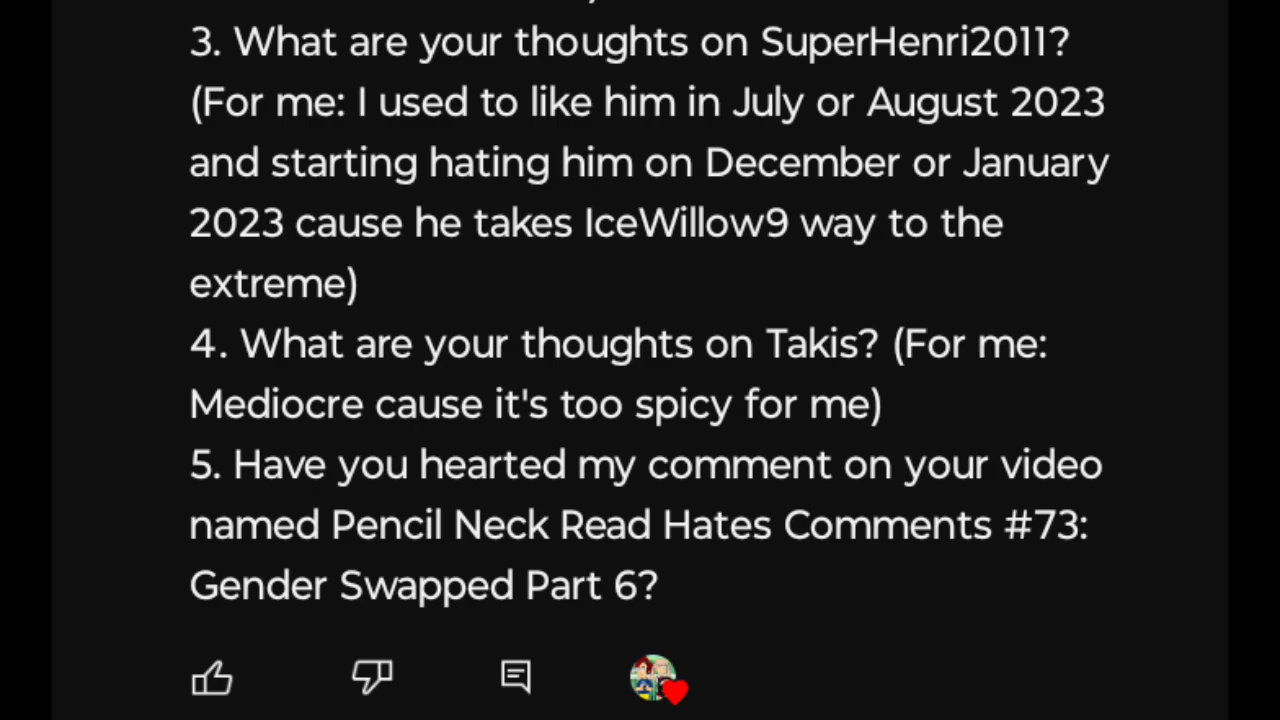 3. What are your thoughts on SuperHenri2011?
(For me: I used to like him in July or August 2023
and starting hating him on December or January
2023 cause he takes IceWillow9 way to the
extreme)
4. What are your thoughts on Takis? (For me:
Mediocre cause it's too spicy for me)
5. Have you hearted my comment on your video
named Pencil Neck Read Hates Comments #73:
Gender Swapped Part 6?